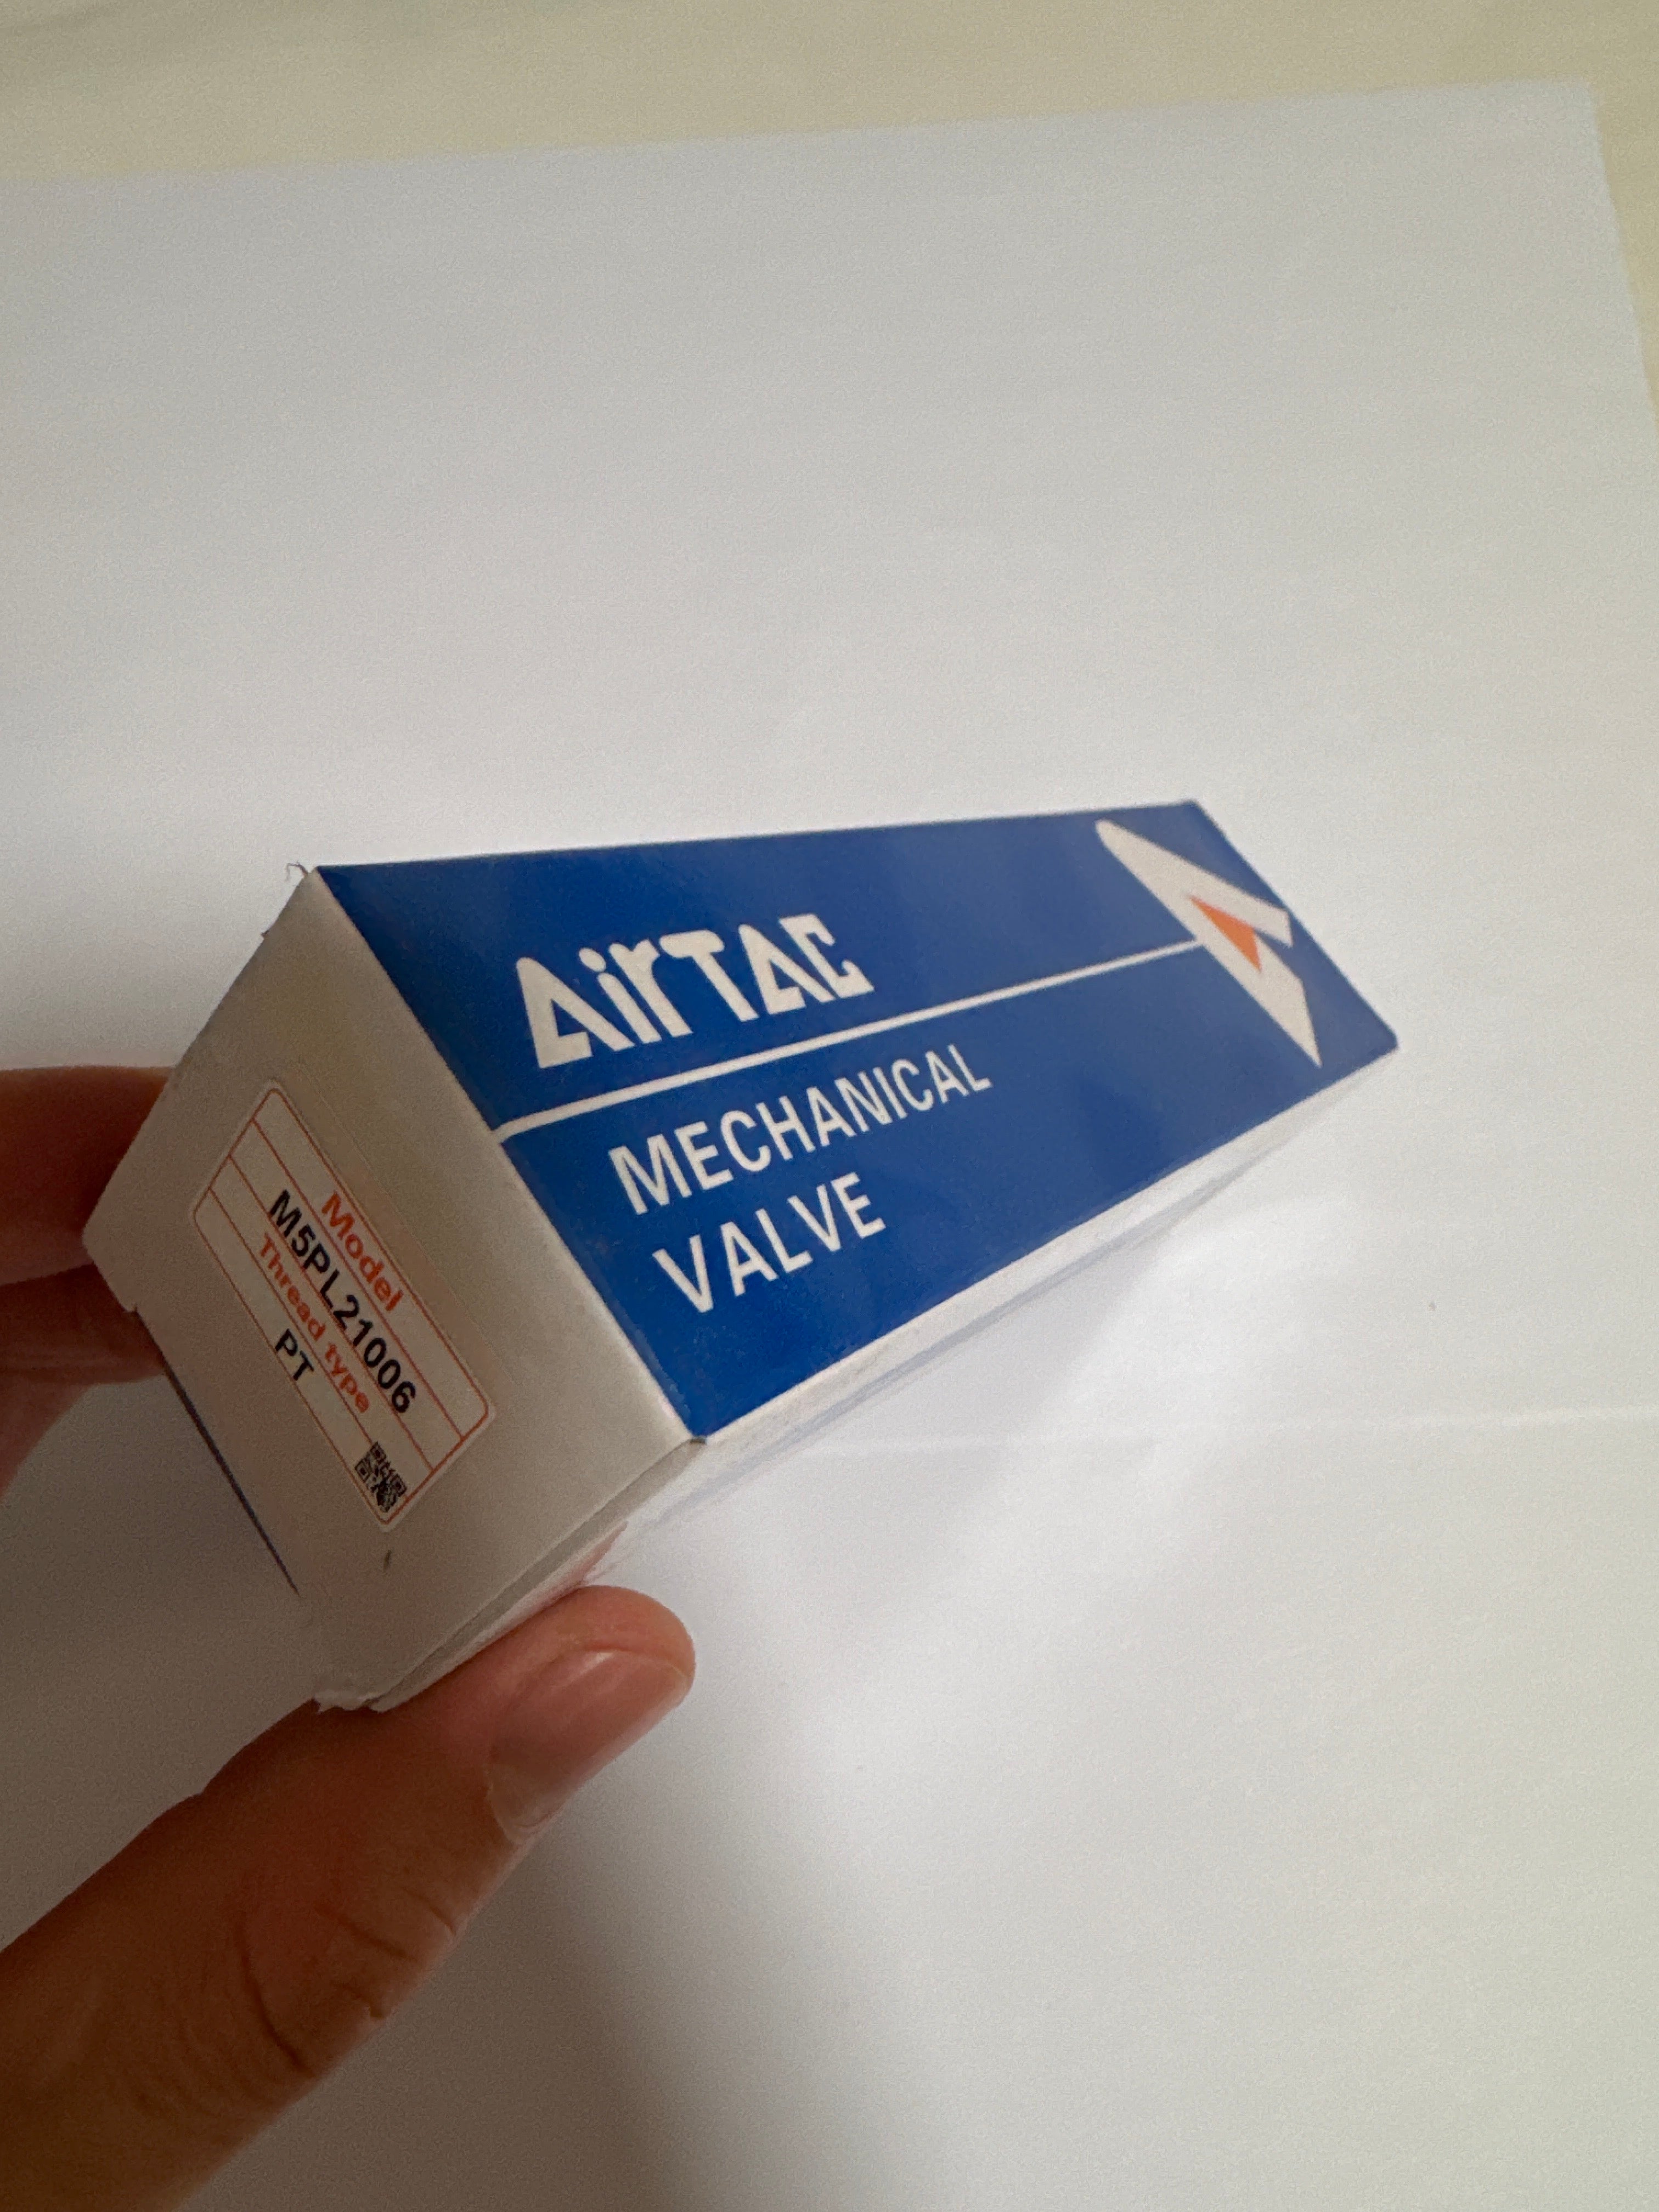 AirTAC
MECHANICAL
VALVE
Model
M5PL21006
Thread type
PT